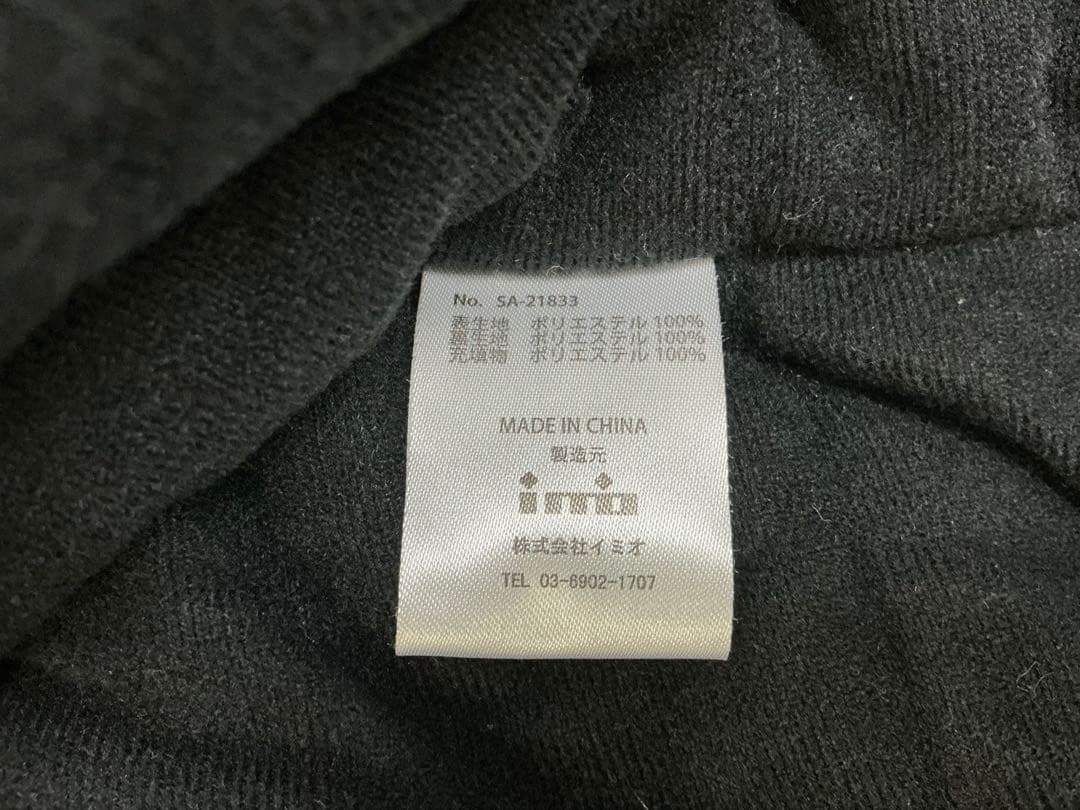 No. SA-21833
表生地 ポリエステル 100%
裏生地 ポリエステル 100%
充填物 ポリエステル 100%
MADE IN CHINA
製造元
imio
株式会社イミオ
TEL 03-6902-1707